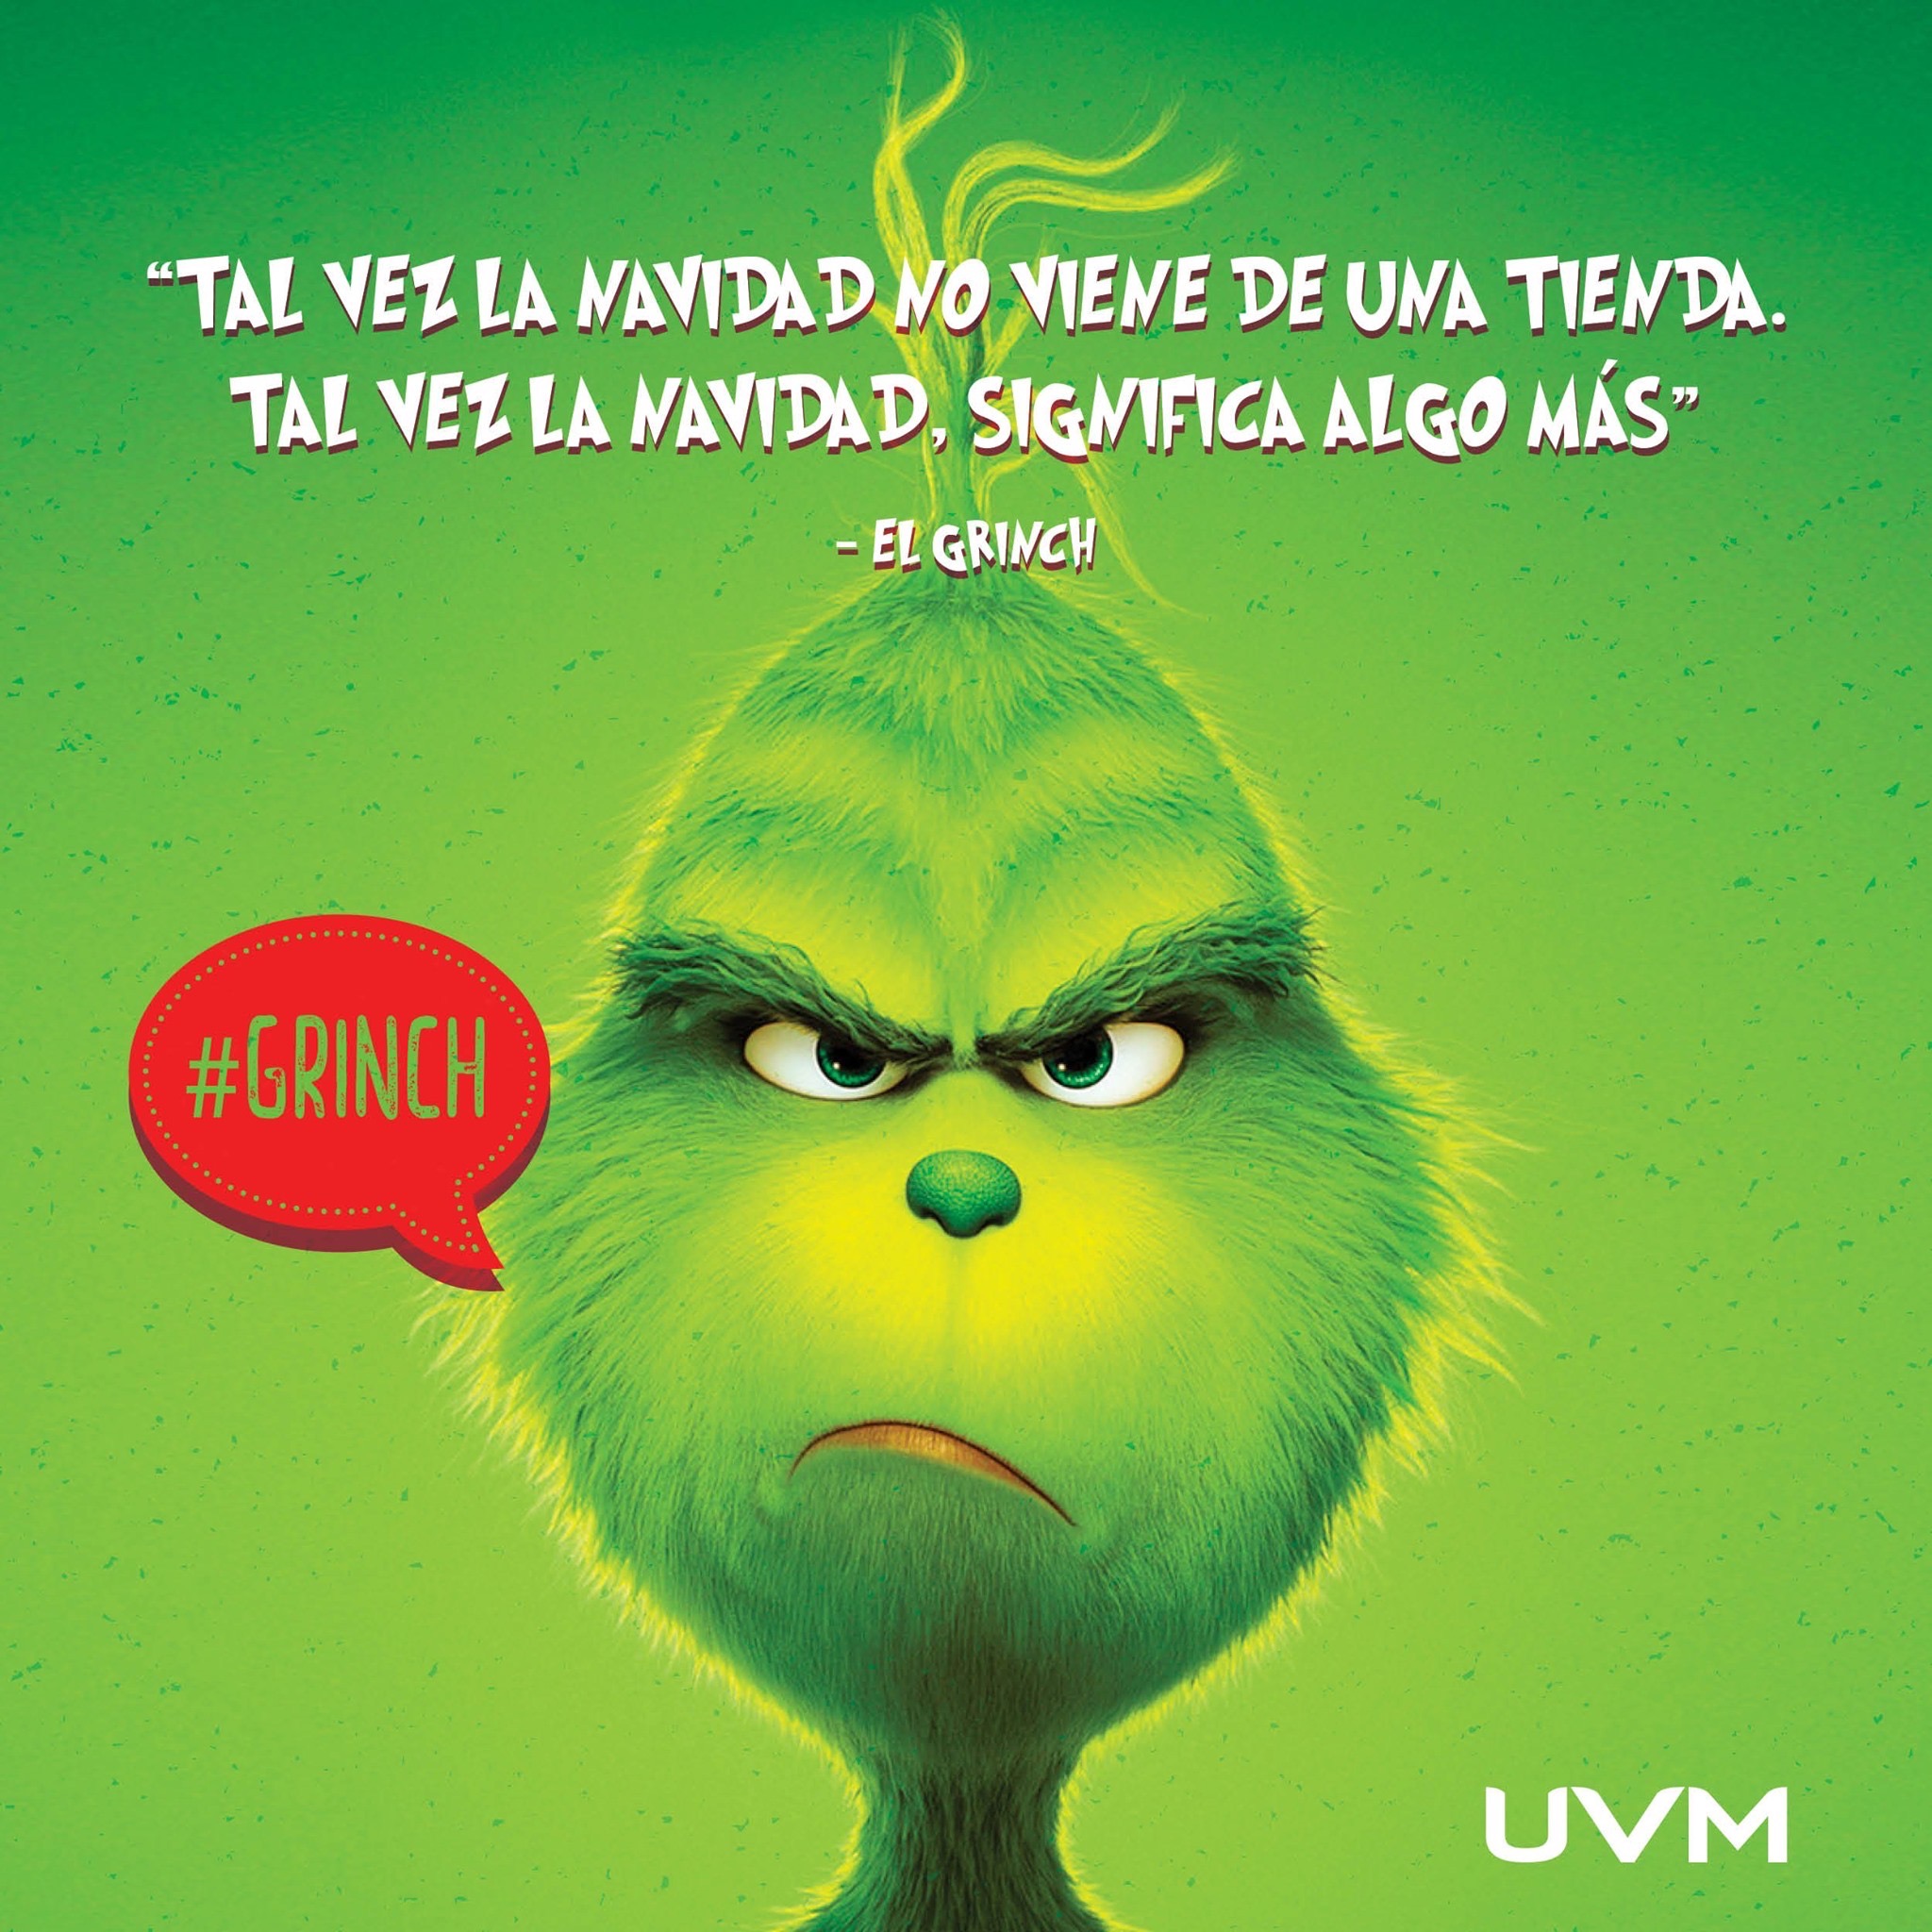 “TAL VEZ LA NAVIDAD NO VIENE DE UNA TIENDA.
TAL VEZ LA NAVIDAD, SIGNIFICA ALGO MÁS”
– EL GRINCH
#GRINCH
UVM